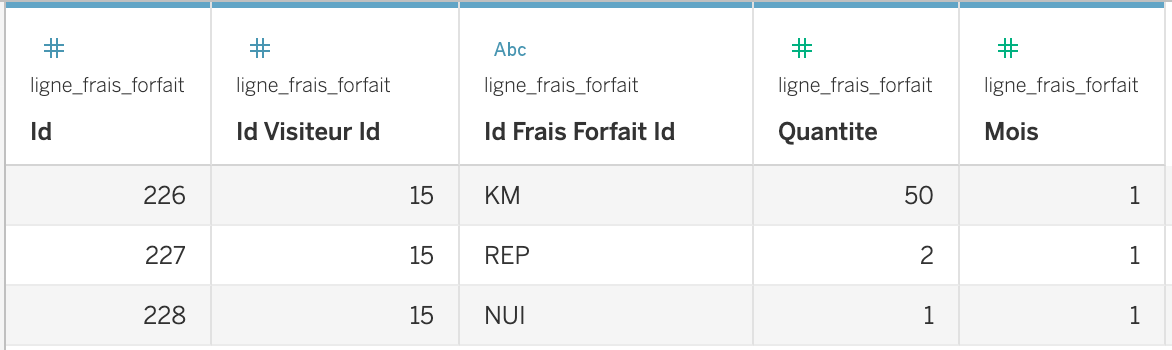 # # Abc # #
ligne_frais_forfait ligne_frais_forfait ligne_frais_forfait ligne_frais_forfait ligne_frais_forfait
Id Id Visiteur Id Id Frais Forfait Id Quantite Mois
226 15 KM 50 1
227 15 REP 2 1
228 15 NUI 1 1